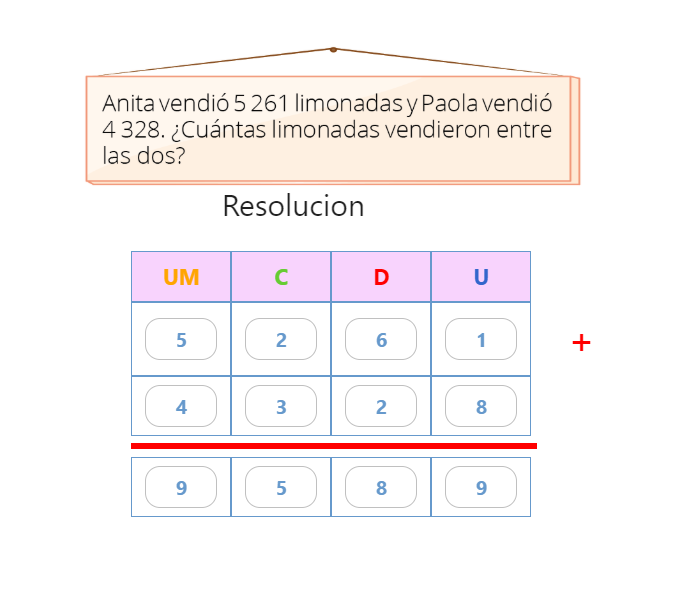 Anita vendió 5 261 limonadas y Paola vendió
4 328. ¿Cuántas limonadas vendieron entre
las dos?
Resolucion
UM C D U
5 2 6 1 +
4 3 2 8
9 5 8 9